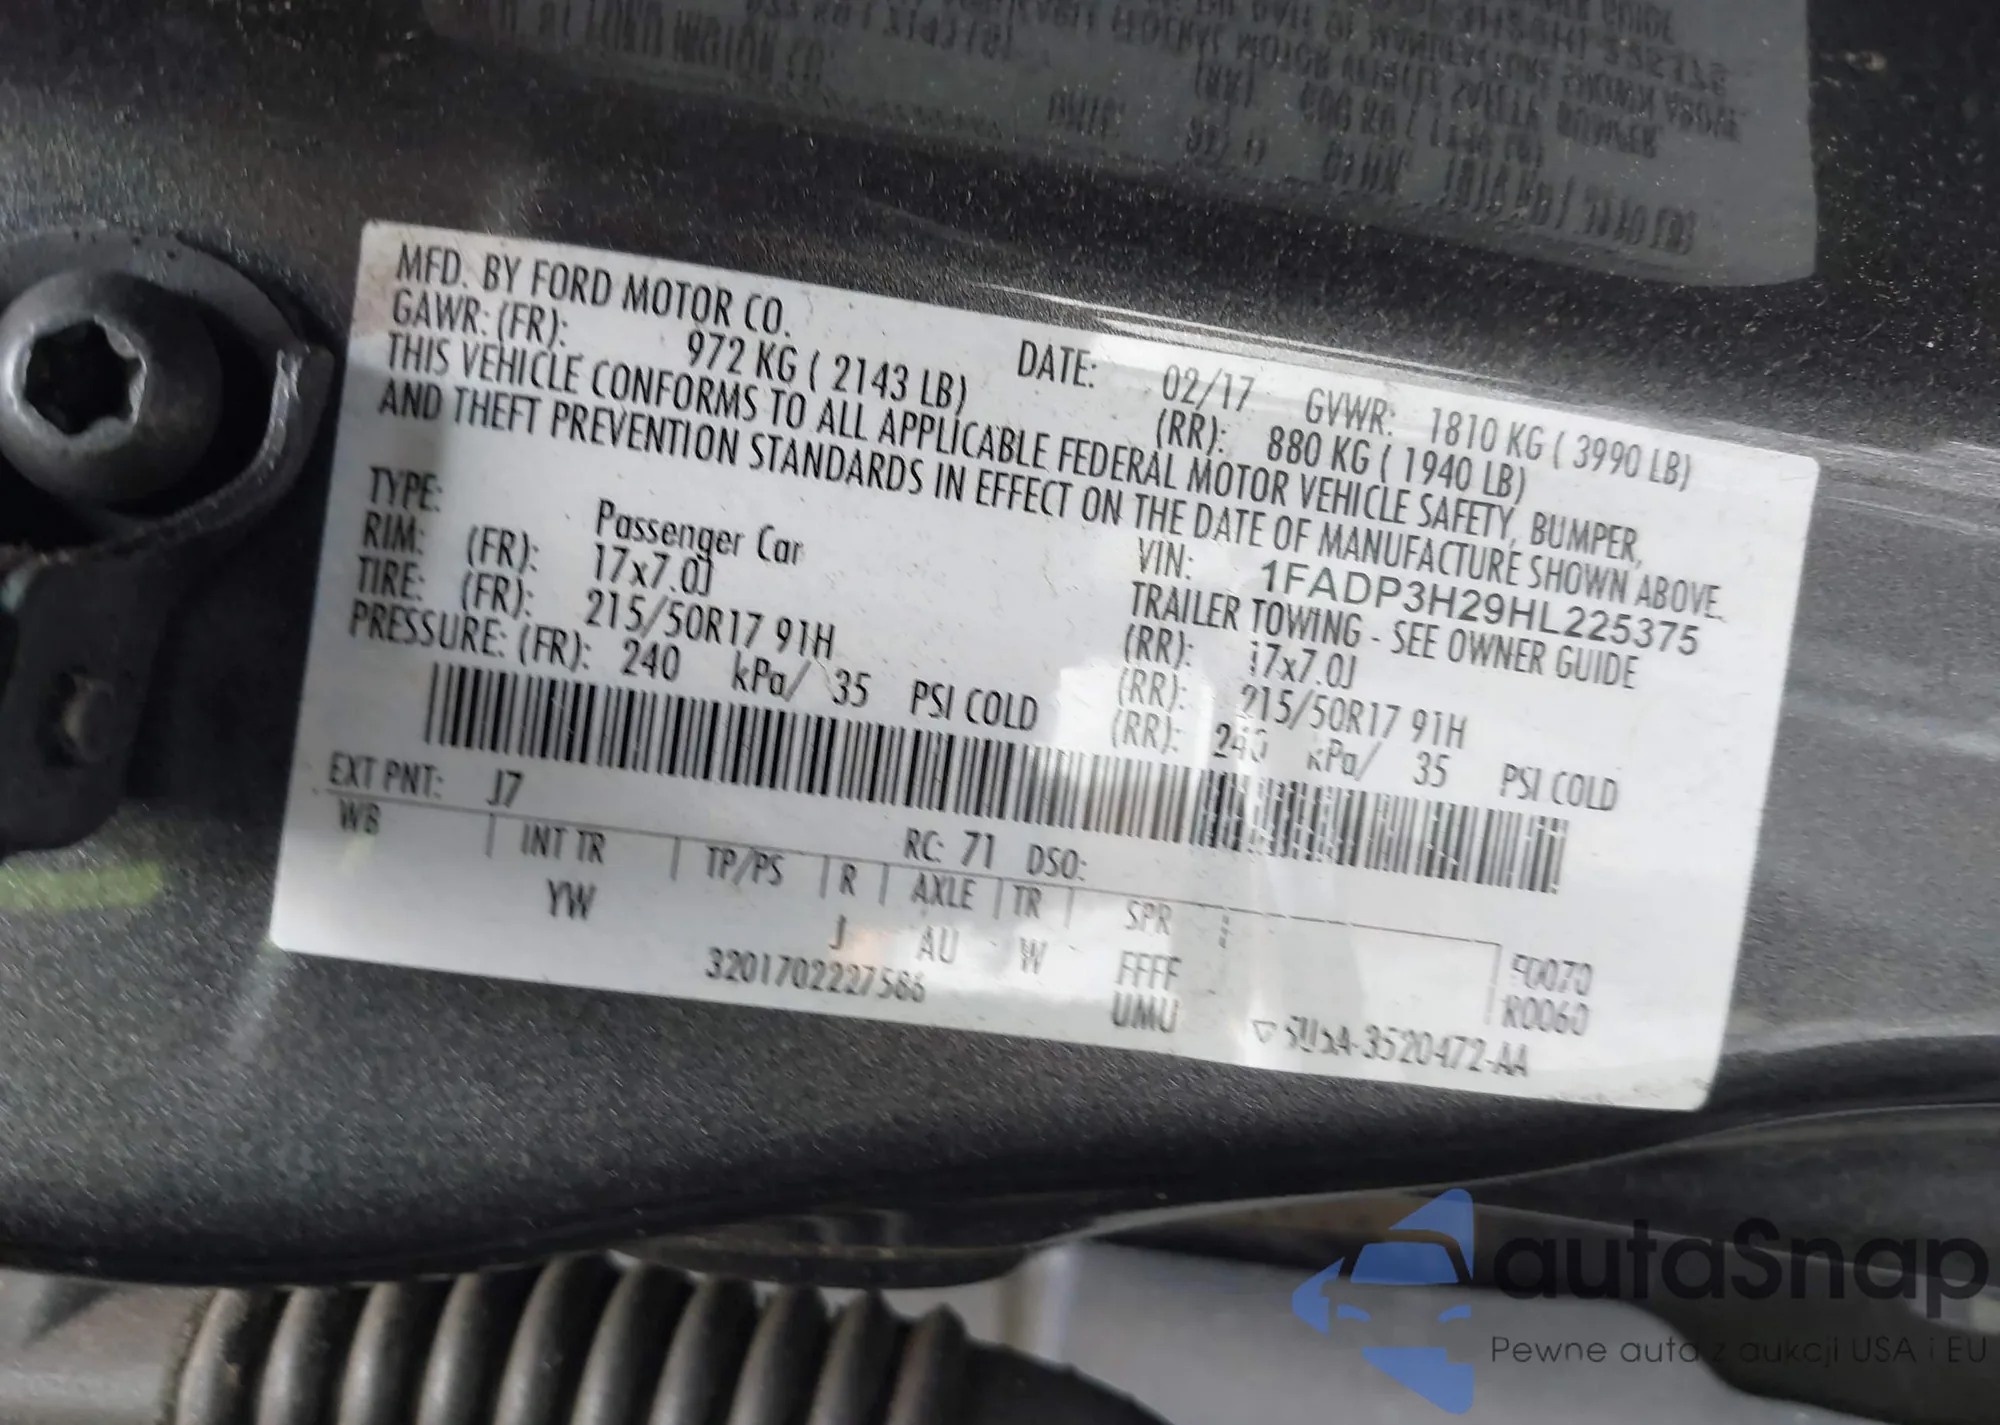 MFD. BY FORD MOTOR CO.
DATE: 02/17 GVWR: 1810 KG ( 3990 LB)
GAWR: (FR): 972 KG ( 2143 LB) (RR): 880 KG ( 1940 LB)
THIS VEHICLE CONFORMS TO ALL APPLICABLE FEDERAL MOTOR VEHICLE SAFETY, BUMPER,
AND THEFT PREVENTION STANDARDS IN EFFECT ON THE DATE OF MANUFACTURE SHOWN ABOVE.
VIN: 1FADP3H29HL225375
TYPE: Passenger Car TRAILER TOWING - SEE OWNER GUIDE
RIM: (FR): 17x7.0J (RR): 17x7.0J
TIRE: (FR): 215/50R17 91H (RR): 215/50R17 91H
PRESSURE: (FR): 240 kPa/ 35 PSI COLD (RR): 240 kPa/ 35 PSI COLD
EXT PNT: J7 RC: 71 DSO:
WB INT TR TP/PS R AXLE TR SPR
YW J AU W FFFF
UMU
F0070
R0060
3201702227586
autaSnap
Pewne auta z aukcji USA i EU